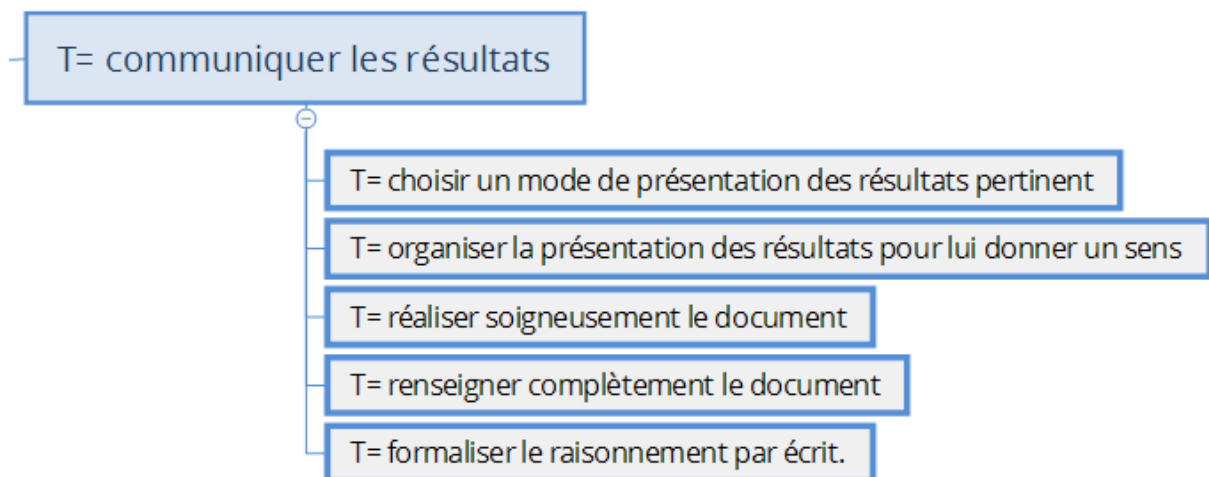 T= communiquer les résultats
T= choisir un mode de présentation des résultats pertinent
T= organiser la présentation des résultats pour lui donner un sens
T= réaliser soigneusement le document
T= renseigner complètement le document
T= formaliser le raisonnement par écrit.